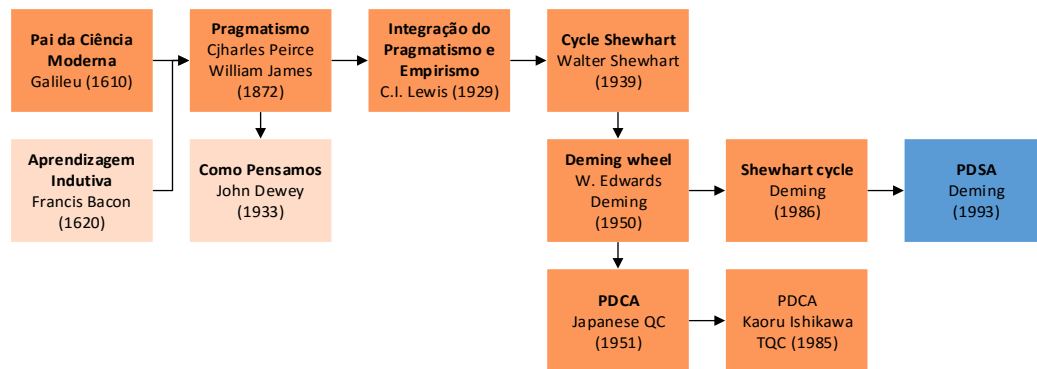 Pai da Ciência
Moderna
Galileu (1610)
Pragmatismo
Cjharles Peirce
William James
(1872)
Integração do
Pragmatismo e
Empirismo
C.I. Lewis (1929)
Cycle Shewhart
Walter Shewhart
(1939)
Aprendizagem
Indutiva
Francis Bacon
(1620)
Como Pensamos
John Dewey
(1933)
Deming wheel
W. Edwards
Deming
(1950)
Shewhart cycle
Deming
(1986)
PDSA
Deming
(1993)
PDCA
Japanese QC
(1951)
PDCA
Kaoru Ishikawa
TQC (1985)